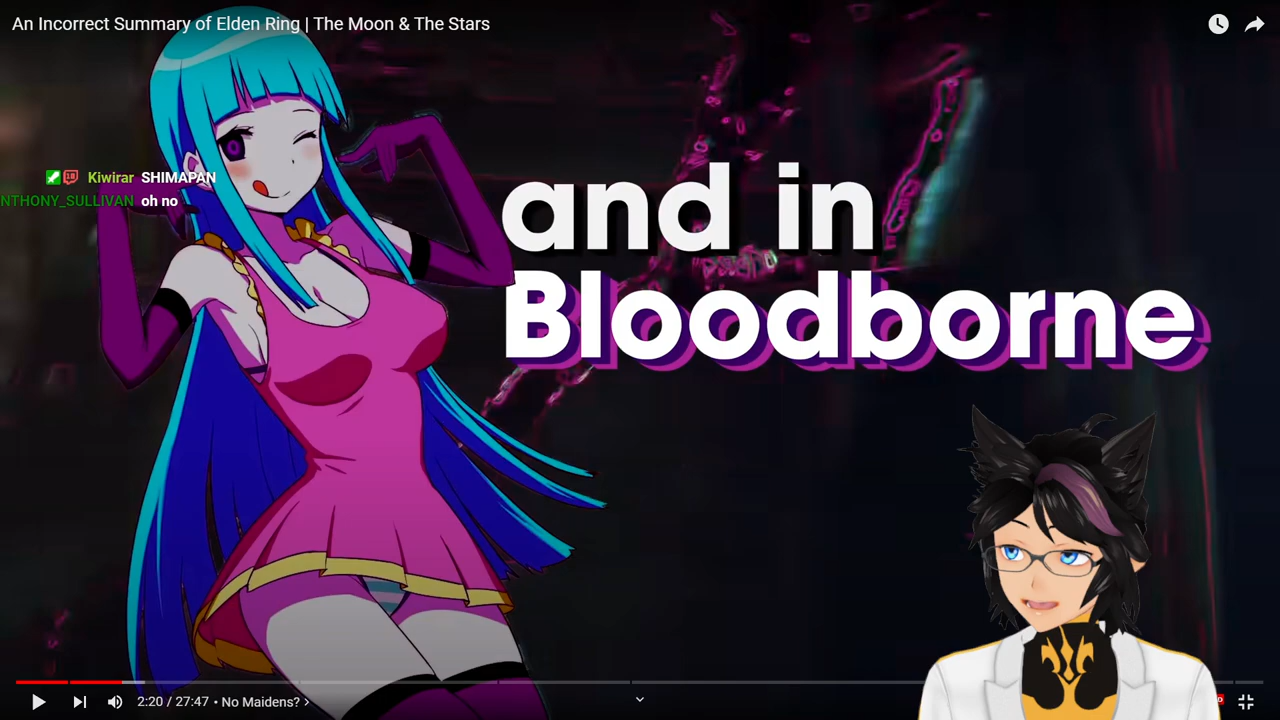 An Incorrect Summary of Elden Ring | The Moon & The Stars
and in
Kiwirar SHIMAPAN
NTHONY_SULLIVAN oh no
Bloodborne
2:20 / 27:47 • No Maidens? ›